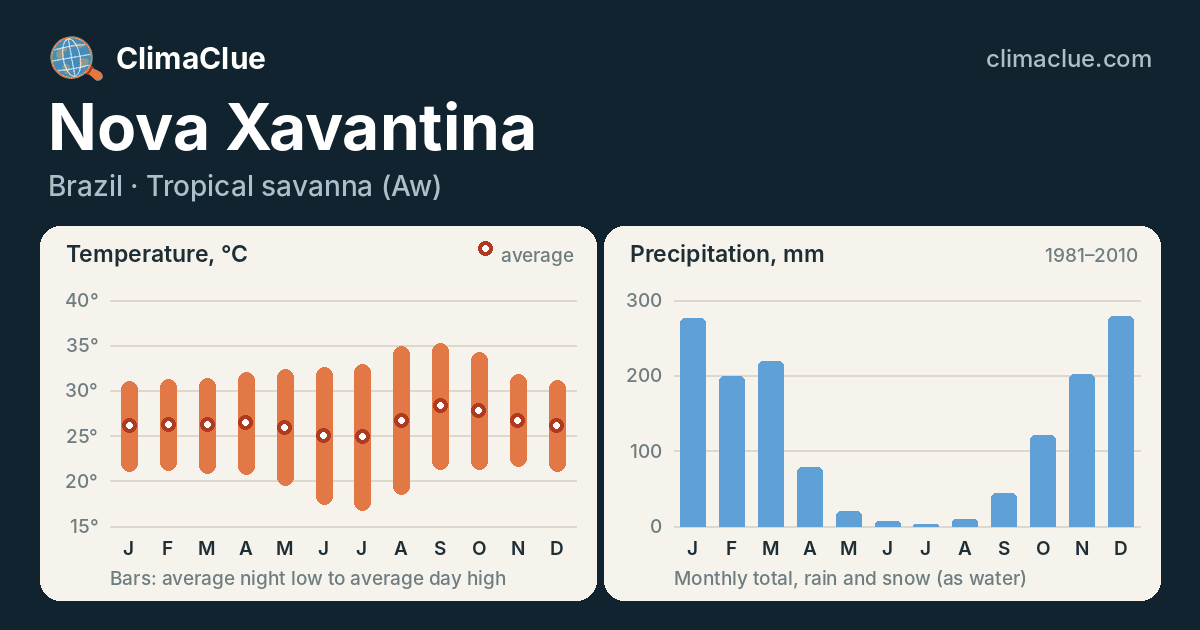 ClimaClue
climaclue.com
Nova Xavantina
Brazil · Tropical savanna (Aw)
Temperature, °C
average
40°
35°
30°
25°
20°
15°
J F M A M J J A S O N D
Bars: average night low to average day high
Precipitation, mm
1981–2010
300
200
100
0
J F M A M J J A S O N D
Monthly total, rain and snow (as water)